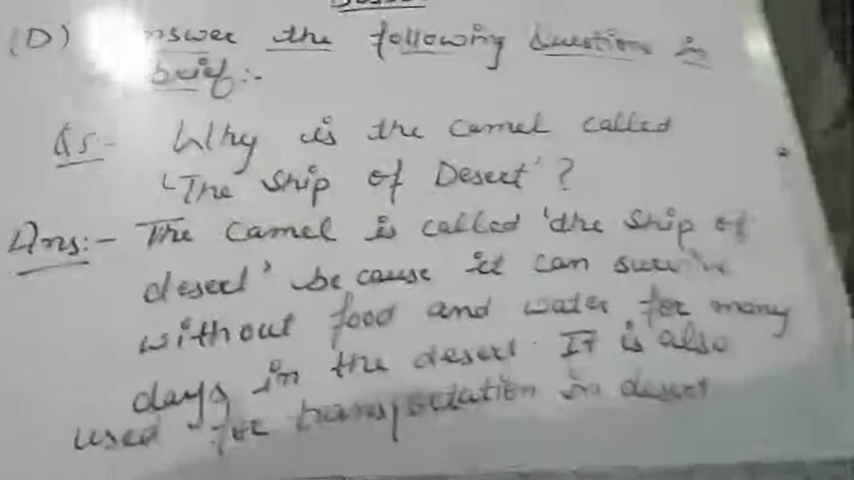 (D) Answer the following Question in
brief:-
Q5:- Why is the camel called
'The Ship of Desert'?
Ans:- The camel is called 'the Ship of
desert' because it can survive
without food and water for many
days in the desert. It is also
used for transportation in desert